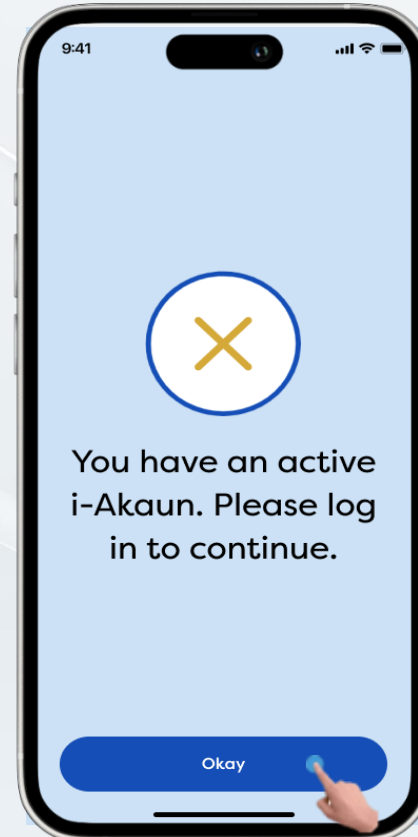 9:41
You have an active
i-Akaun. Please log
in to continue.
Okay